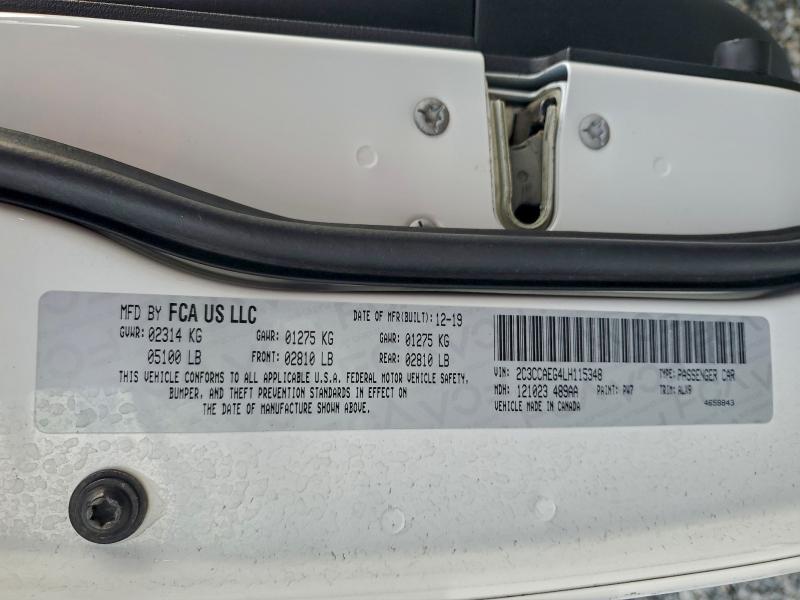 MFD BY FCA US LLC DATE OF MFR(BUILT): 12-19
GVWR: 02314 KG GAWR: 01275 KG GAWR: 01275 KG
05100 LB FRONT: 02810 LB REAR: 02810 LB
THIS VEHICLE CONFORMS TO ALL APPLICABLE U.S.A. FEDERAL MOTOR VEHICLE SAFETY,
BUMPER, AND THEFT PREVENTION STANDARDS IN EFFECT ON
THE DATE OF MANUFACTURE SHOWN ABOVE.
VIN: 2C3CCAEG4LH115348 TYPE: PASSENGER CAR
MDH: 121023 489AA PAINT: PW7 TRIM: ALX9
VEHICLE MADE IN CANADA 4658843